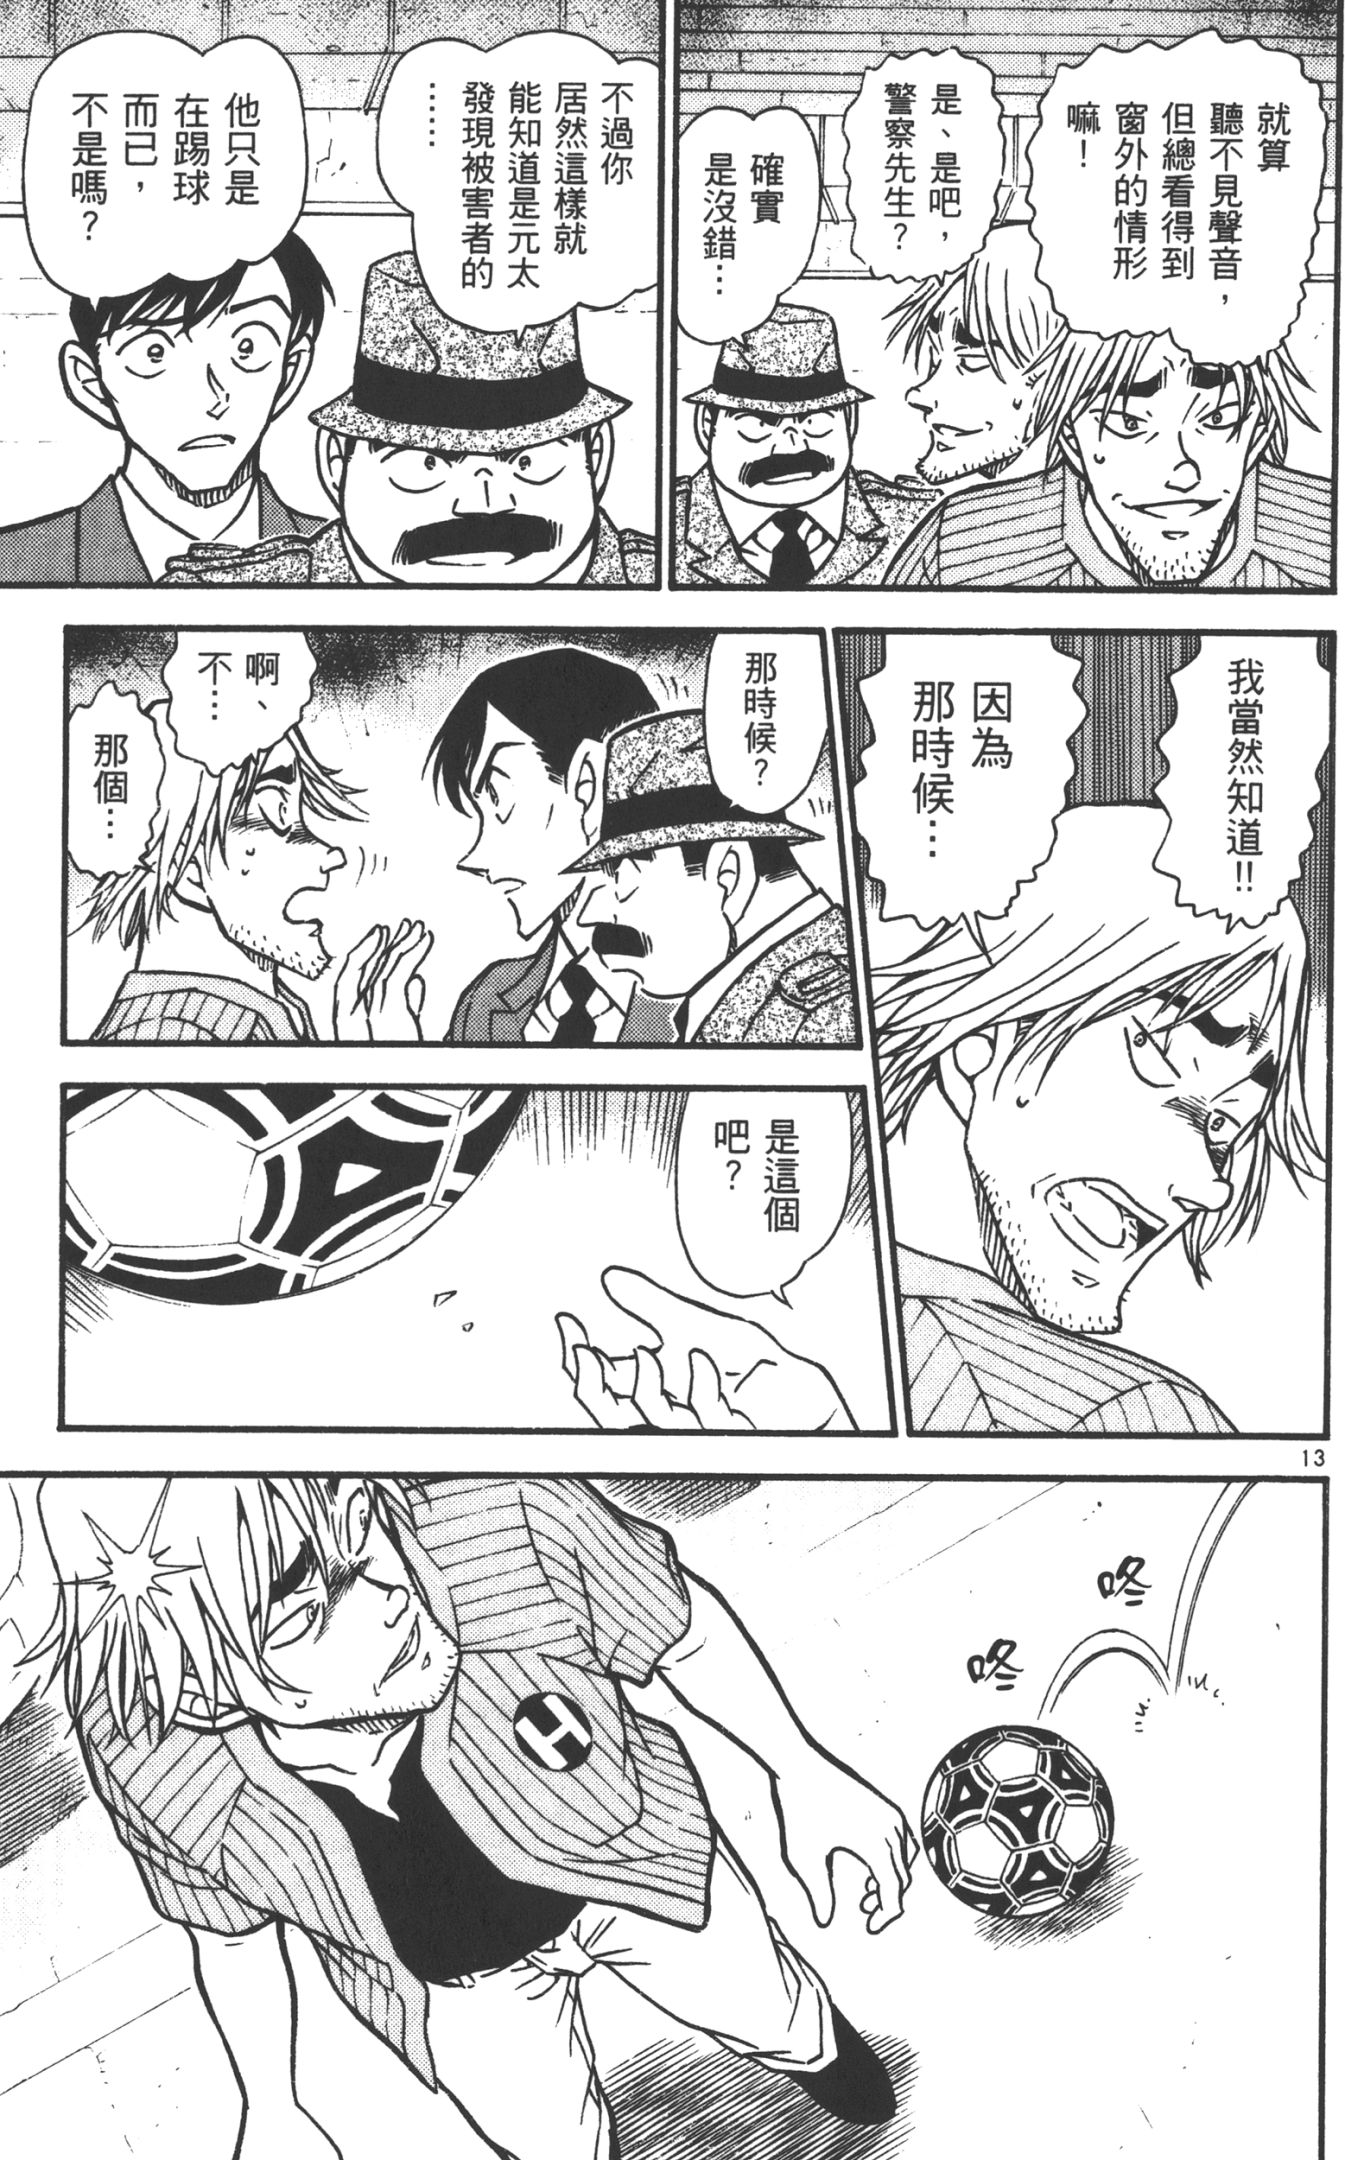 就算
聽不見聲音，
但總看得到
窗外的情形
嘛！
是、是吧，
警察先生？
確實
是沒錯…
不過你
居然這樣就
能知道是元太
發現被害者的
……
他只是
在踢球
而已，
不是嗎？
我當然知道!!
因為
那時候…
那時候？
啊、
不…
那個…
是這個
吧？
13
咚
咚
H